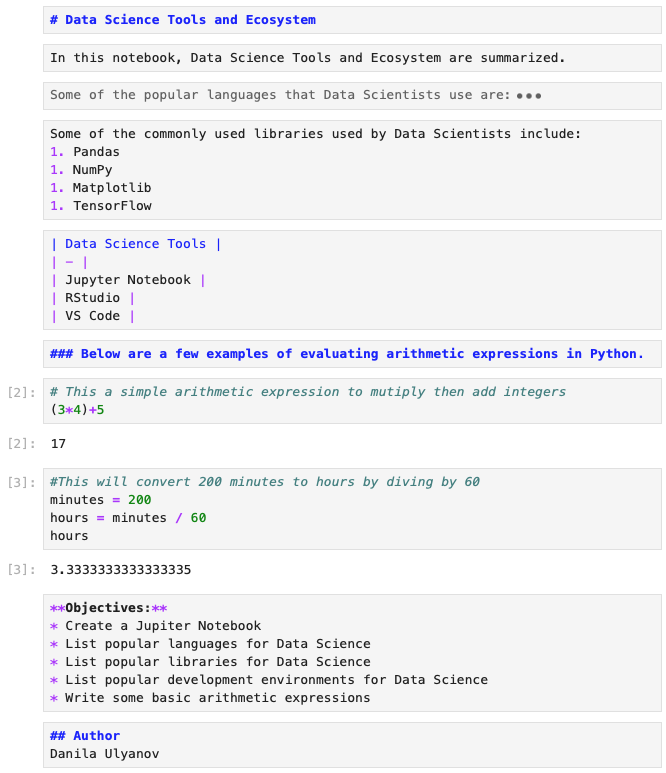 # Data Science Tools and Ecosystem
In this notebook, Data Science Tools and Ecosystem are summarized.
Some of the popular languages that Data Scientists use are: •••
Some of the commonly used libraries used by Data Scientists include:
1. Pandas
1. NumPy
1. Matplotlib
1. TensorFlow
| Data Science Tools |
| — |
| Jupyter Notebook |
| RStudio |
| VS Code |
### Below are a few examples of evaluating arithmetic expressions in Python.
[2]: # This a simple arithmetic expression to mutiply then add integers
(3*4)+5
[2]: 17
[3]: #This will convert 200 minutes to hours by diving by 60
minutes = 200
hours = minutes / 60
hours
[3]: 3.3333333333333335
**Objectives:**
* Create a Jupiter Notebook
* List popular languages for Data Science
* List popular libraries for Data Science
* List popular development environments for Data Science
* Write some basic arithmetic expressions
## Author
Danila Ulyanov